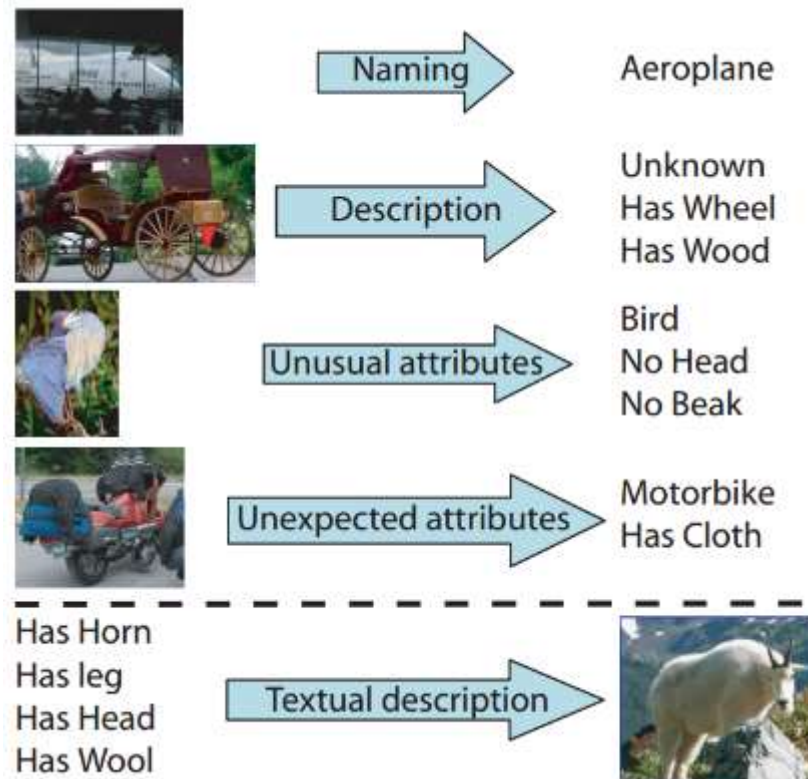 Naming
Aeroplane
Description
Unknown
Has Wheel
Has Wood
Unusual attributes
Bird
No Head
No Beak
Unexpected attributes
Motorbike
Has Cloth
Has Horn
Has leg
Has Head
Has Wool
Textual description